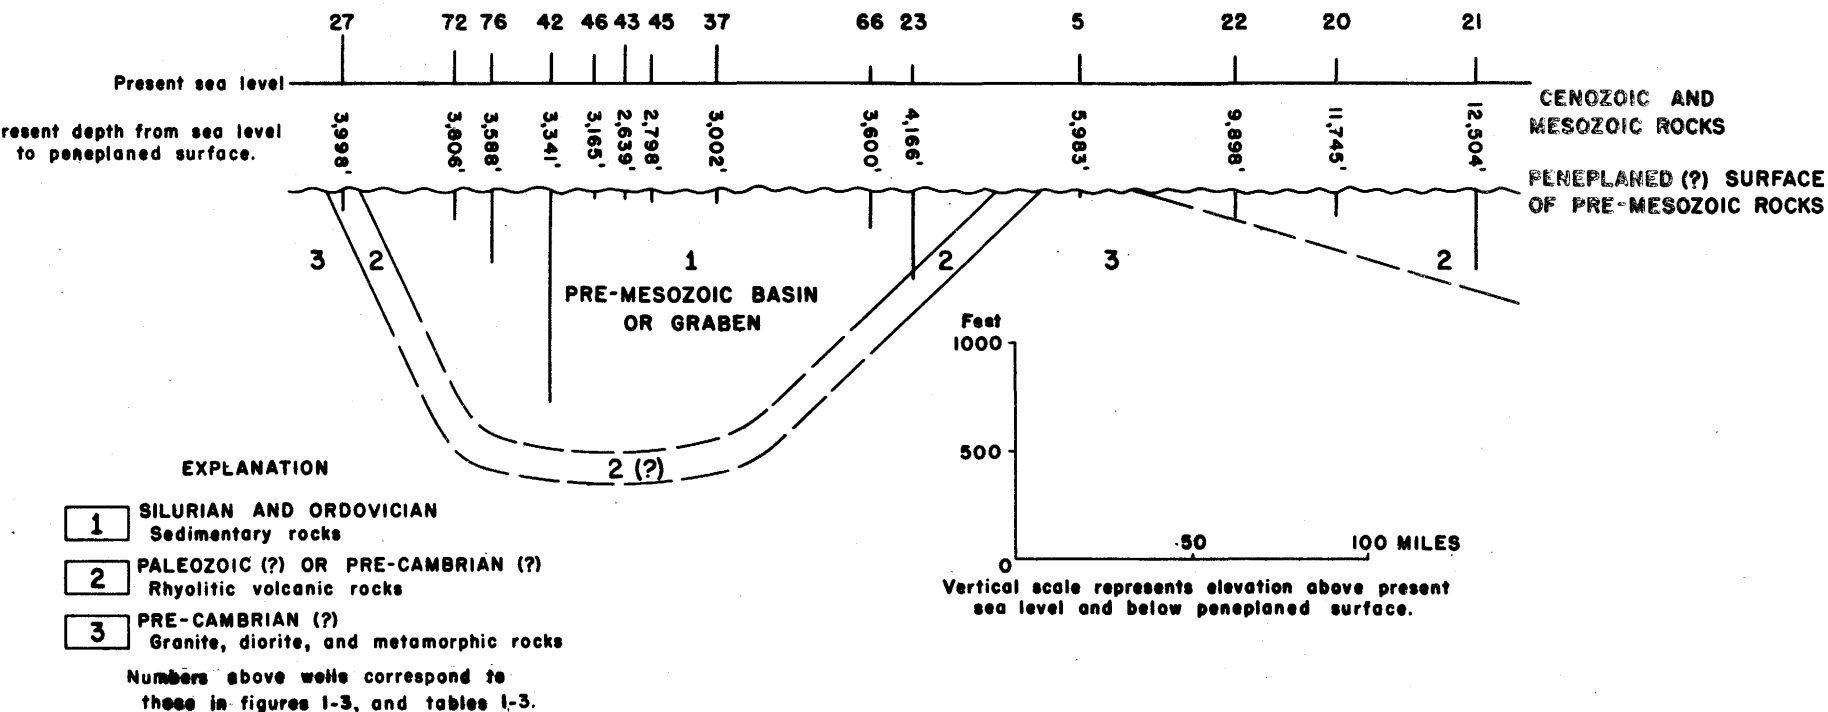 27 72 76 42 46 43 45 37 66 23 5 22 20 21
Present sea level
resent depth from sea level
to peneplaned surface.
3,998' 3,806' 3,588' 3,341' 3,165' 2,639' 2,798' 3,002' 3,600' 4,166' 5,983' 9,898' 11,745' 12,504'
CENOZOIC AND
MESOZOIC ROCKS
PENEPLANED (?) SURFACE
OF PRE-MESOZOIC ROCKS
3 2 1 2 3 2
PRE-MESOZOIC BASIN
OR GRABEN
2 (?)
Feet
1000
500
0
50 100 MILES
Vertical scale represents elevation above present
sea level and below peneplaned surface.
EXPLANATION
1 SILURIAN AND ORDOVICIAN
Sedimentary rocks
2 PALEOZOIC (?) OR PRE-CAMBRIAN (?)
Rhyolitic volcanic rocks
3 PRE-CAMBRIAN (?)
Granite, diorite, and metamorphic rocks
Numbers above wells correspond to
those in figures 1-3, and tables 1-3.